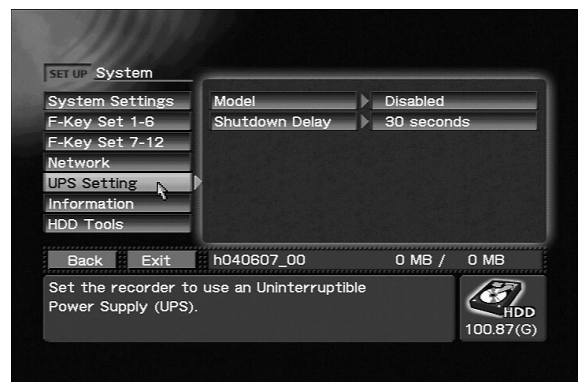 SET UP System
System Settings
F-Key Set 1-6
F-Key Set 7-12
Network
UPS Setting
Information
HDD Tools
Model Disabled
Shutdown Delay 30 seconds
Back Exit h040607_00 0 MB / 0 MB
Set the recorder to use an Uninterruptible
Power Supply (UPS).
HDD
100.87(G)